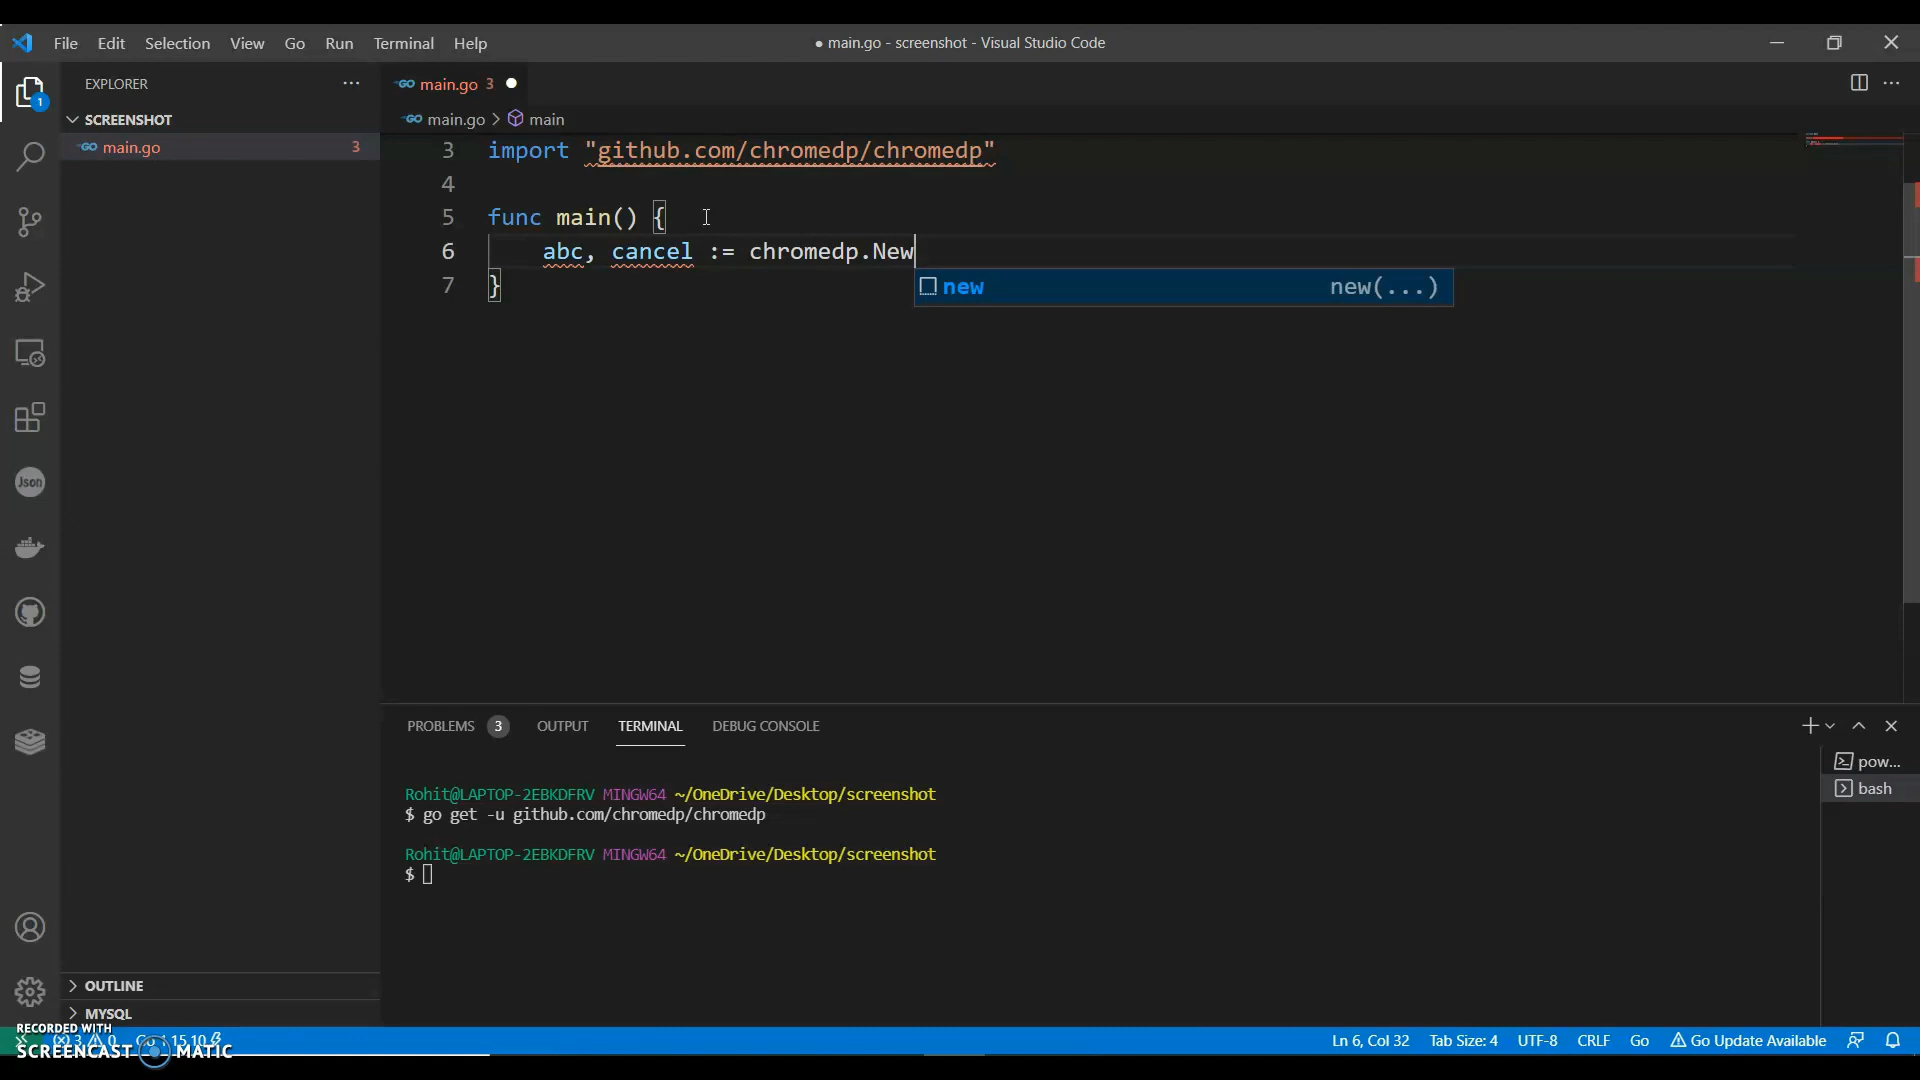 File Edit Selection View Go Run Terminal Help
● main.go - screenshot - Visual Studio Code
EXPLORER
main.go 3
1
SCREENSHOT
main.go > main
main.go 3
3 import "github.com/chromedp/chromedp"
4
5 func main() {
6 abc, cancel := chromedp.New
7 }
new new(...)
Json
PROBLEMS 3 OUTPUT TERMINAL DEBUG CONSOLE
pow...
bash
Rohit@LAPTOP-2EBKDFRV MINGW64 ~/OneDrive/Desktop/screenshot
$ go get -u github.com/chromedp/chromedp
Rohit@LAPTOP-2EBKDFRV MINGW64 ~/OneDrive/Desktop/screenshot
$
OUTLINE
MYSQL
RECORDED WITH
SCREENCAST MATIC
3 0
Ln 6, Col 32 Tab Size: 4 UTF-8 CRLF Go Go Update Available